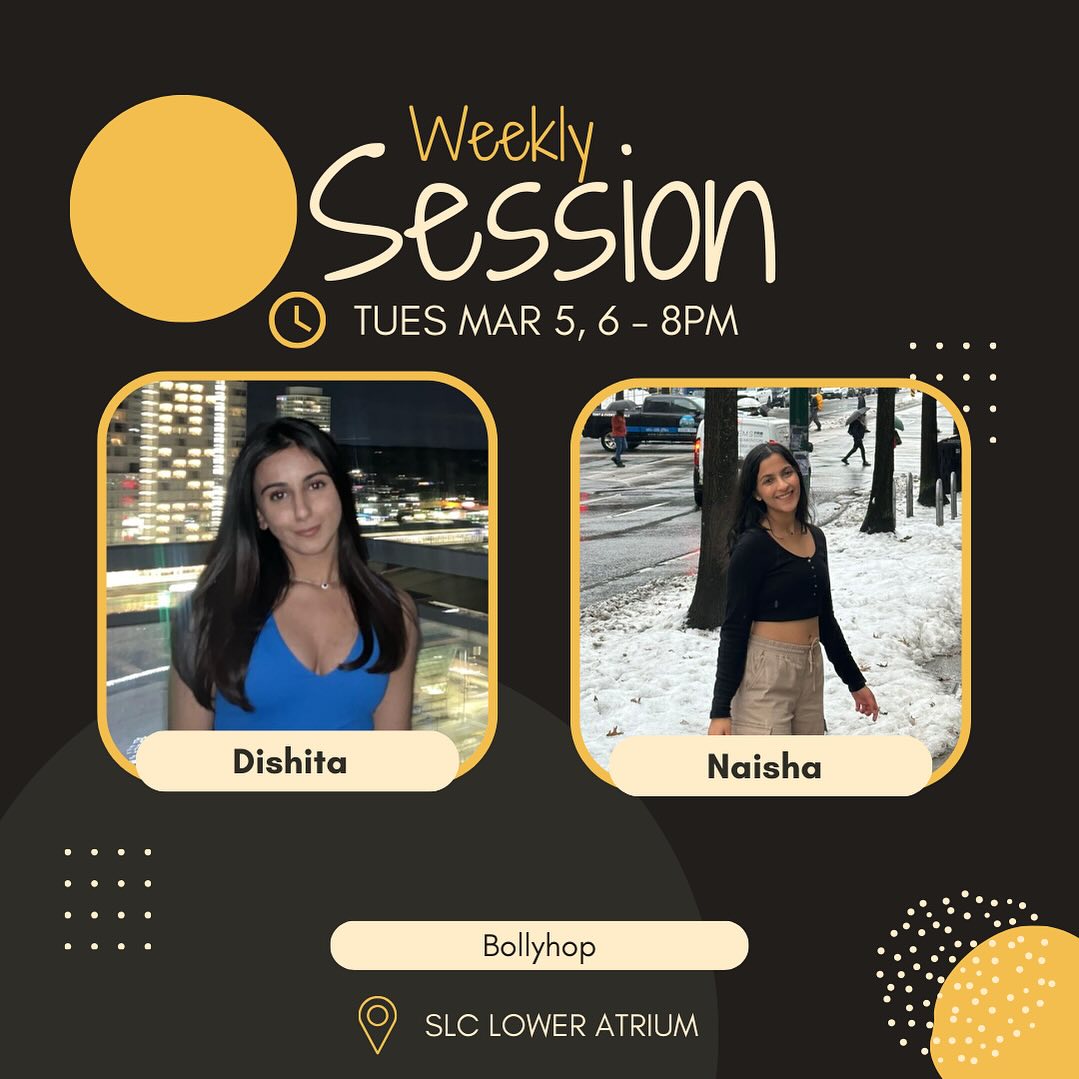 Weekly
Session
TUES MAR 5, 6 - 8PM
Dishita
Naisha
Bollyhop
SLC LOWER ATRIUM